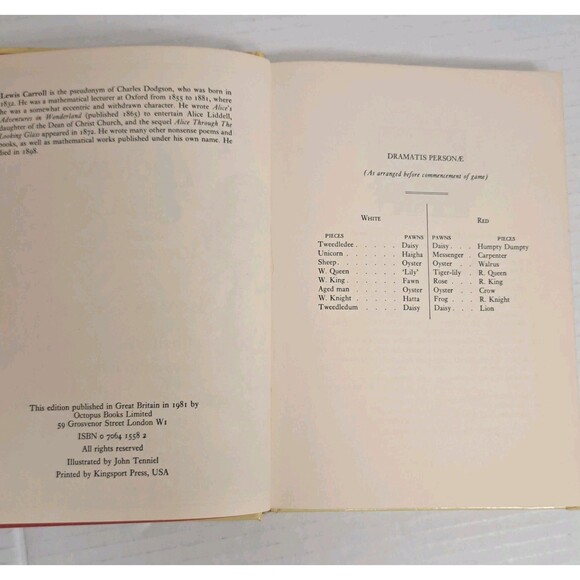 Lewis Carroll is the pseudonym of Charles Dodgson, who was born in
1832. He was a mathematical lecturer at Oxford from 1855 to 1881, where
he was a somewhat eccentric and withdrawn character. He wrote Alice's
Adventures in Wonderland (published 1865) to entertain Alice Liddell,
daughter of the Dean of Christ Church, and the sequel Alice Through The
Looking Glass appeared in 1872. He wrote many other nonsense poems and
books, as well as mathematical works published under his own name. He
died in 1898.
This edition published in Great Britain in 1981 by
Octopus Books Limited
59 Grosvenor Street London W1
ISBN 0 7064 1558 2
All rights reserved
Illustrated by John Tenniel
Printed by Kingsport Press, USA
DRAMATIS PERSONÆ
(As arranged before commencement of game)
WHITE RED
PIECES PAWNS PAWNS PIECES
Tweedledee . . . . . Daisy Daisy . . . Humpty Dumpty
Unicorn . . . . . Haigha Messenger . Carpenter
Sheep . . . . . . Oyster Oyster . . Walrus
W. Queen . . . . . 'Lily' Tiger-lily . R. Queen
W. King . . . . . Fawn Rose . . . R. King
Aged man . . . . Oyster Oyster . . Crow
W. Knight . . . . Hatta Frog . . . R. Knight
Tweedledum . . . . Daisy Daisy . . . Lion